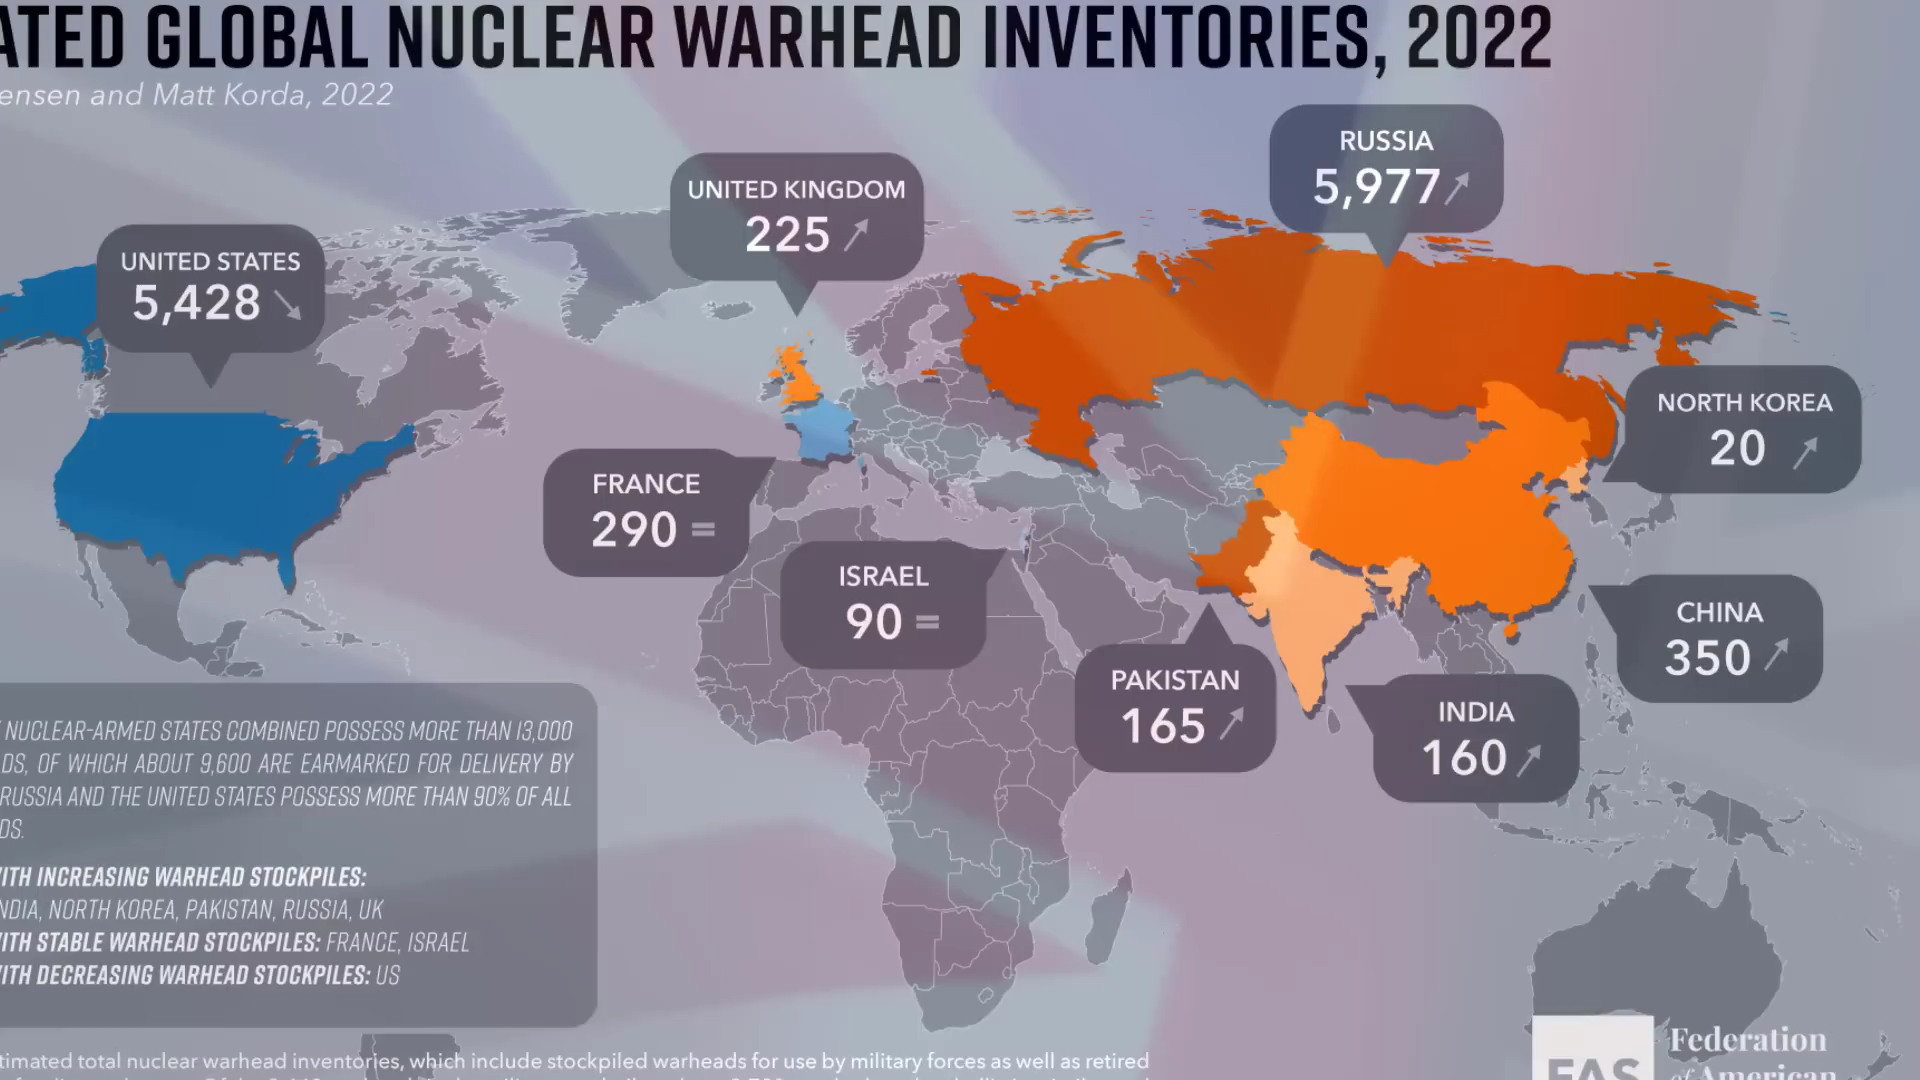 ATED GLOBAL NUCLEAR WARHEAD INVENTORIES, 2022
ensen and Matt Korda, 2022
RUSSIA
5,977
UNITED KINGDOM
225
UNITED STATES
5,428
NORTH KOREA
20
FRANCE
290 =
ISRAEL
90 =
CHINA
350
PAKISTAN
165
INDIA
160
NUCLEAR-ARMED STATES COMBINED POSSESS MORE THAN 13,000
DS, OF WHICH ABOUT 9,600 ARE EARMARKED FOR DELIVERY BY
RUSSIA AND THE UNITED STATES POSSESS MORE THAN 90% OF ALL
DS.
ITH INCREASING WARHEAD STOCKPILES:
NDIA, NORTH KOREA, PAKISTAN, RUSSIA, UK
ITH STABLE WARHEAD STOCKPILES: FRANCE, ISRAEL
ITH DECREASING WARHEAD STOCKPILES: US
timated total nuclear warhead inventories, which include stockpiled warheads for use by military forces as well as retired
FAS
Federation
of American